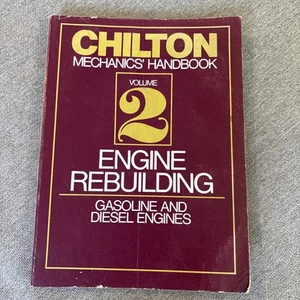 CHILTON
MECHANICS' HANDBOOK
VOLUME
2
ENGINE
REBUILDING
GASOLINE AND
DIESEL ENGINES